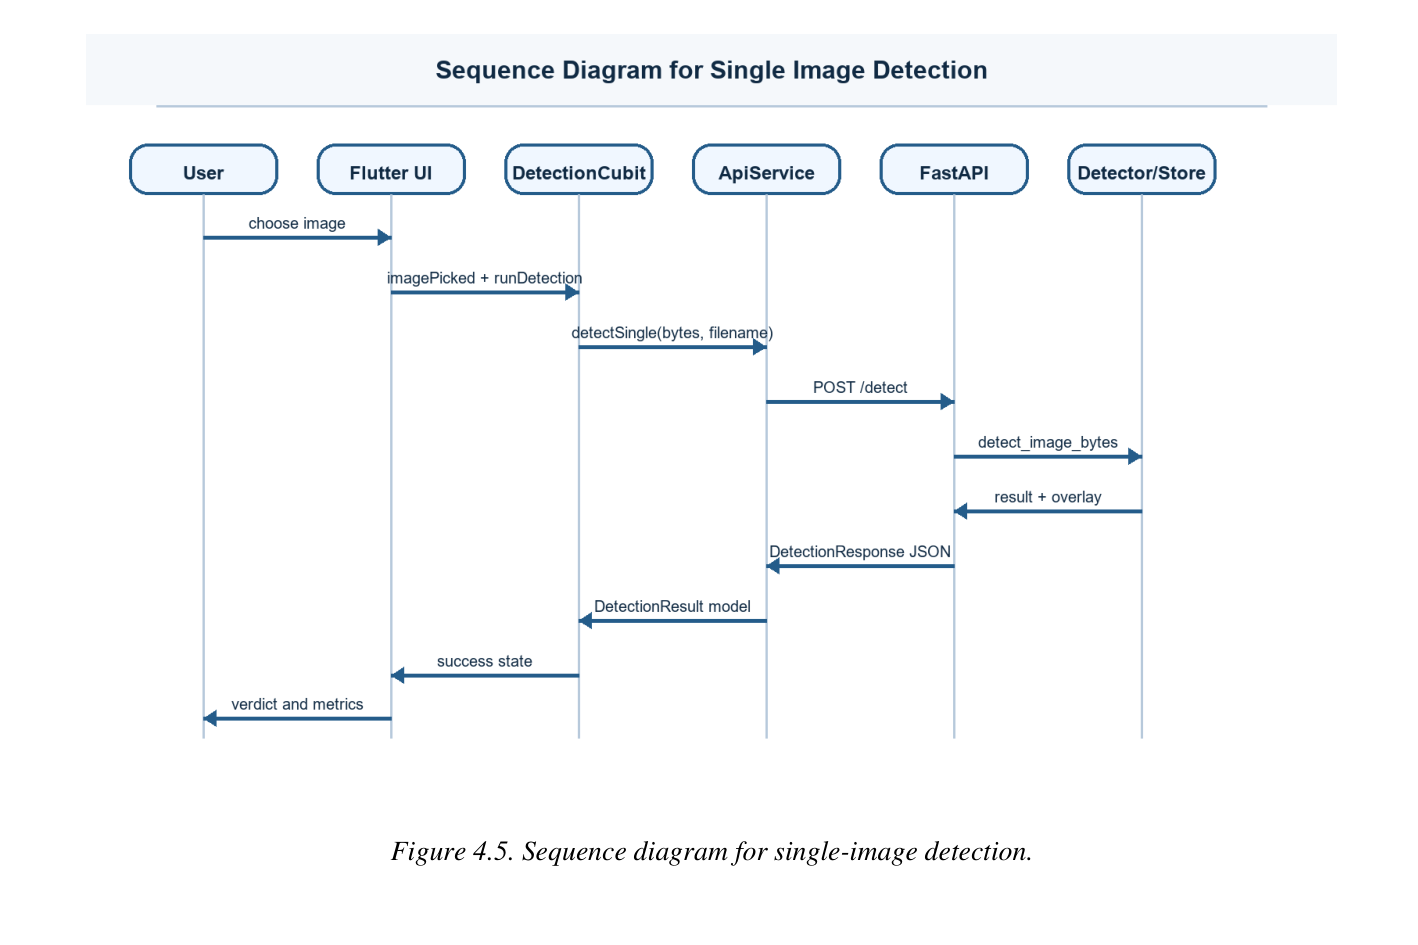 Sequence Diagram for Single Image Detection
User
Flutter UI
DetectionCubit
ApiService
FastAPI
Detector/Store
choose image
imagePicked + runDetection
detectSingle(bytes, filename)
POST /detect
detect_image_bytes
result + overlay
DetectionResponse JSON
DetectionResult model
success state
verdict and metrics
Figure 4.5. Sequence diagram for single-image detection.